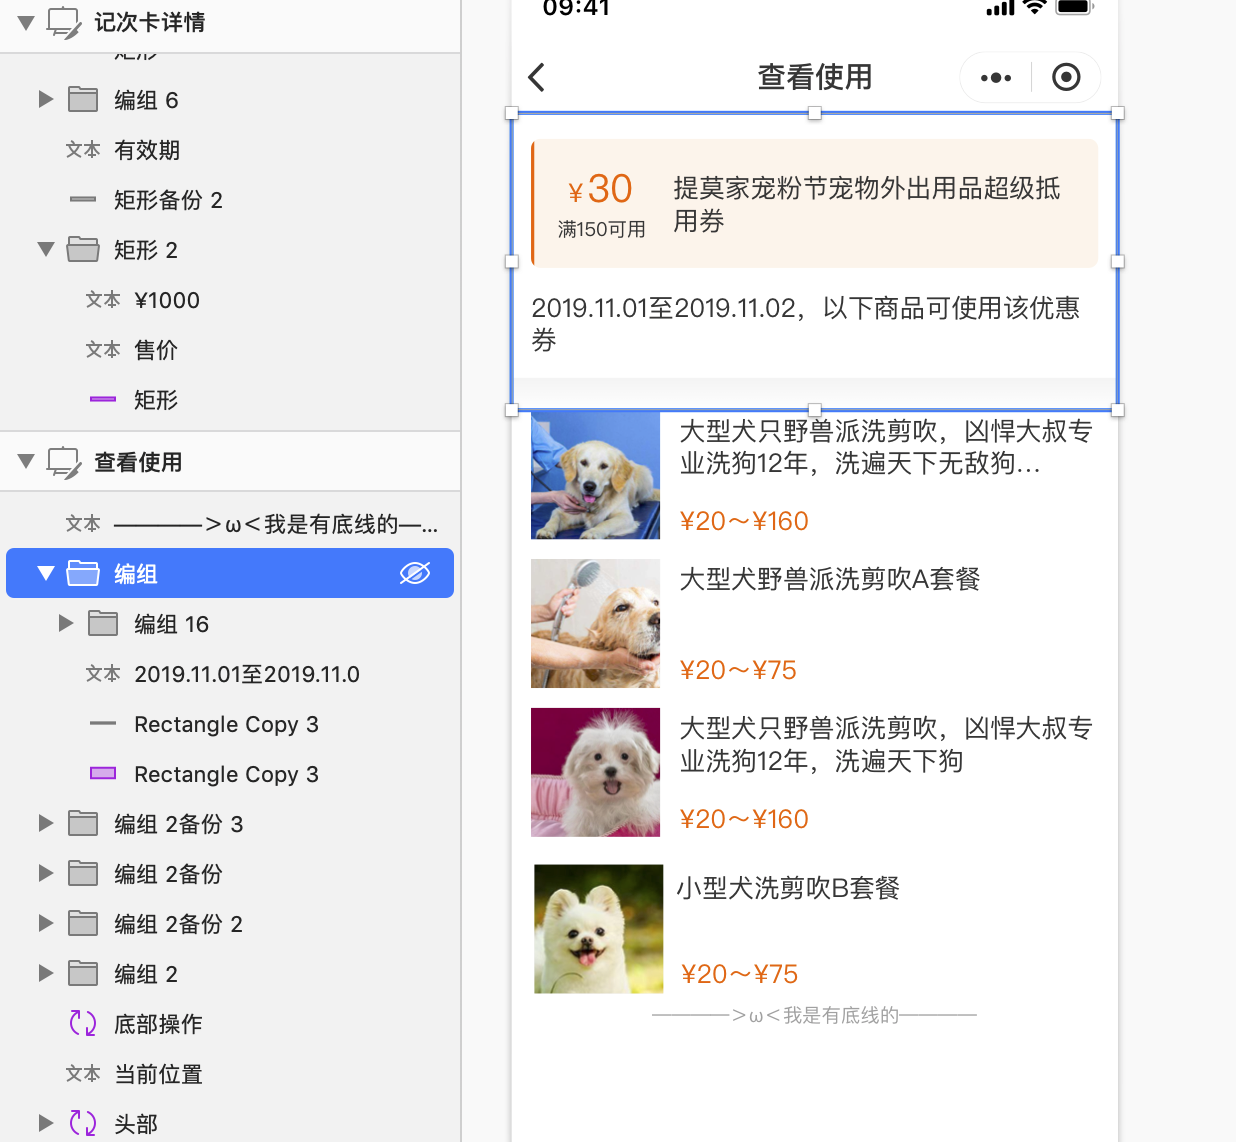 记次卡详情
编组 6
文本 有效期
矩形备份 2
矩形 2
文本 ¥1000
文本 售价
矩形
查看使用
文本 ————＞ω＜我是有底线的—...
编组
编组 16
文本 2019.11.01至2019.11.0
Rectangle Copy 3
Rectangle Copy 3
编组 2备份 3
编组 2备份
编组 2备份 2
编组 2
底部操作
文本 当前位置
头部
09:41
查看使用
¥30
满150可用
提莫家宠粉节宠物外出用品超级抵
用券
2019.11.01至2019.11.02，以下商品可使用该优惠
券
大型犬只野兽派洗剪吹，凶悍大叔专
业洗狗12年，洗遍天下无敌狗...
¥20～¥160
大型犬野兽派洗剪吹A套餐
¥20～¥75
大型犬只野兽派洗剪吹，凶悍大叔专
业洗狗12年，洗遍天下狗
¥20～¥160
小型犬洗剪吹B套餐
¥20～¥75
————＞ω＜我是有底线的————